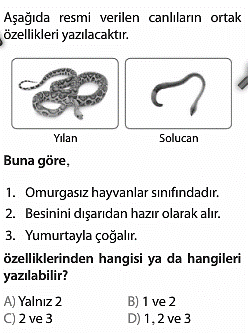 Aşağıda resmi verilen canlıların ortak
özellikleri yazılacaktır.
Yılan
Solucan
Buna göre,
1. Omurgasız hayvanlar sınıfındadır.
2. Besinini dışarıdan hazır olarak alır.
3. Yumurtayla çoğalır.
özelliklerinden hangisi ya da hangileri
yazılabilir?
A) Yalnız 2
B) 1 ve 2
C) 2 ve 3
D) 1, 2 ve 3